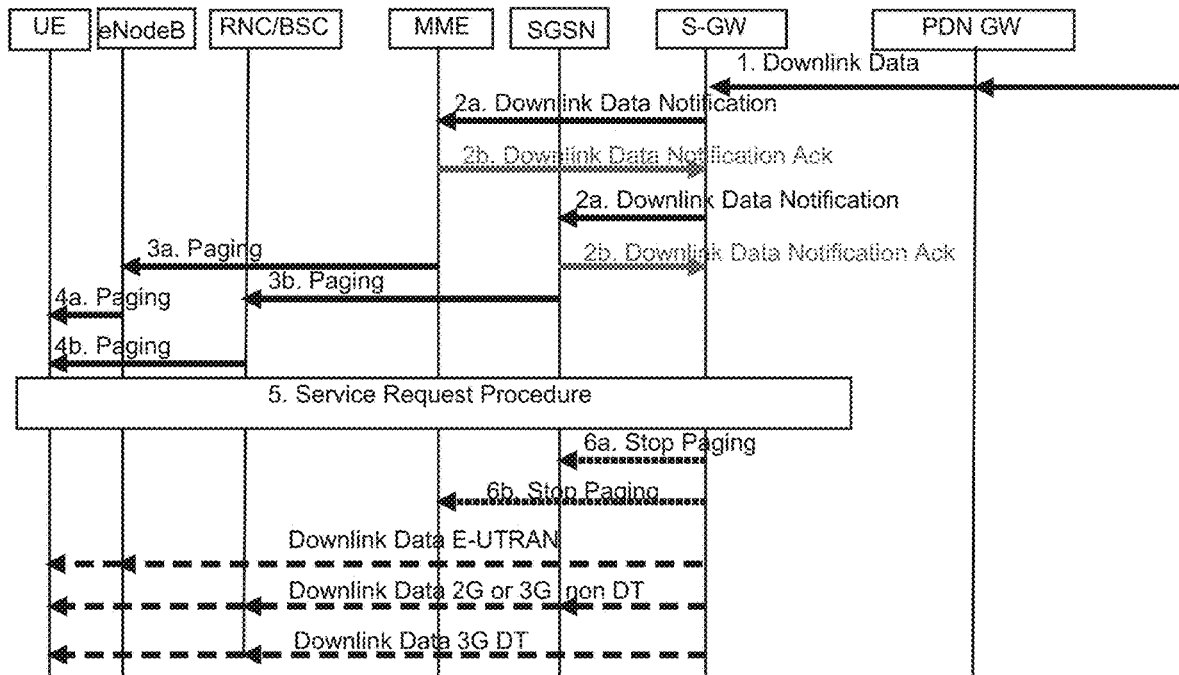 UE
eNodeB
RNC/BSC
MME
SGSN
S-GW
PDN GW
1. Downlink Data
2a. Downlink Data Notification
2b. Downlink Data Notification Ack
2a. Downlink Data Notification
3a. Paging
2b. Downlink Data Notification Ack
3b. Paging
4a. Paging
4b. Paging
5. Service Request Procedure
6a. Stop Paging
6b. Stop Paging
Downlink Data E-UTRAN
Downlink Data 2G or 3G non DT
Downlink Data 3G DT